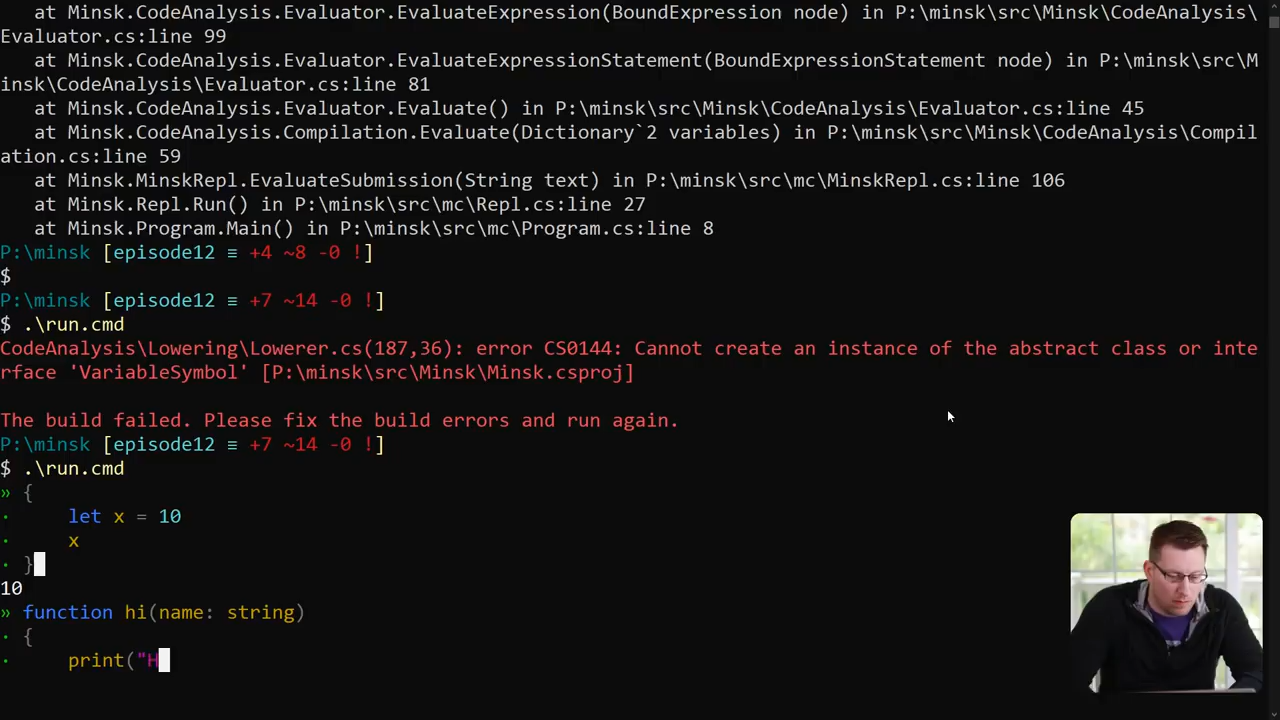 at Minsk.CodeAnalysis.Evaluator.EvaluateExpression(BoundExpression node) in P:\minsk\src\Minsk\CodeAnalysis\
Evaluator.cs:line 99
at Minsk.CodeAnalysis.Evaluator.EvaluateExpressionStatement(BoundExpressionStatement node) in P:\minsk\src\M
insk\CodeAnalysis\Evaluator.cs:line 81
at Minsk.CodeAnalysis.Evaluator.Evaluate() in P:\minsk\src\Minsk\CodeAnalysis\Evaluator.cs:line 45
at Minsk.CodeAnalysis.Compilation.Evaluate(Dictionary`2 variables) in P:\minsk\src\Minsk\CodeAnalysis\Compil
ation.cs:line 59
at Minsk.MinskRepl.EvaluateSubmission(String text) in P:\minsk\src\mc\MinskRepl.cs:line 106
at Minsk.Repl.Run() in P:\minsk\src\mc\Repl.cs:line 27
at Minsk.Program.Main() in P:\minsk\src\mc\Program.cs:line 8
P:\minsk [episode12 ≡ +4 ~8 -0 !]
$
P:\minsk [episode12 ≡ +7 ~14 -0 !]
$ .\run.cmd
CodeAnalysis\Lowering\Lowerer.cs(187,36): error CS0144: Cannot create an instance of the abstract class or inte
rface 'VariableSymbol' [P:\minsk\src\Minsk\Minsk.csproj]
The build failed. Please fix the build errors and run again.
P:\minsk [episode12 ≡ +7 ~14 -0 !]
$ .\run.cmd
» {
· let x = 10
· x
· }
10
» function hi(name: string)
· {
· print("H